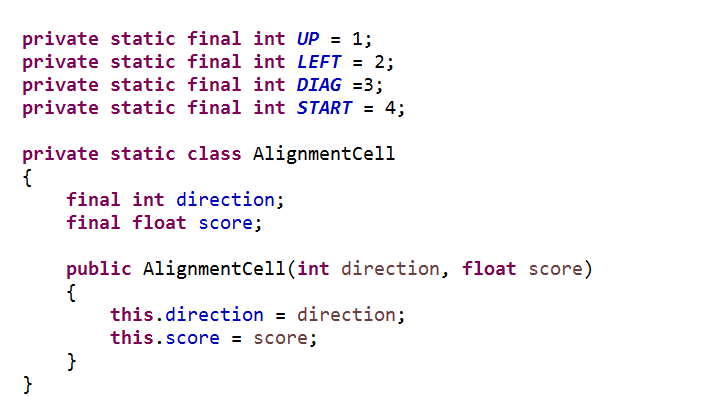 private static final int UP = 1;
private static final int LEFT = 2;
private static final int DIAG =3;
private static final int START = 4;
private static class AlignmentCell
{
    final int direction;
    final float score;
    public AlignmentCell(int direction, float score)
    {
        this.direction = direction;
        this.score = score;
    }
}